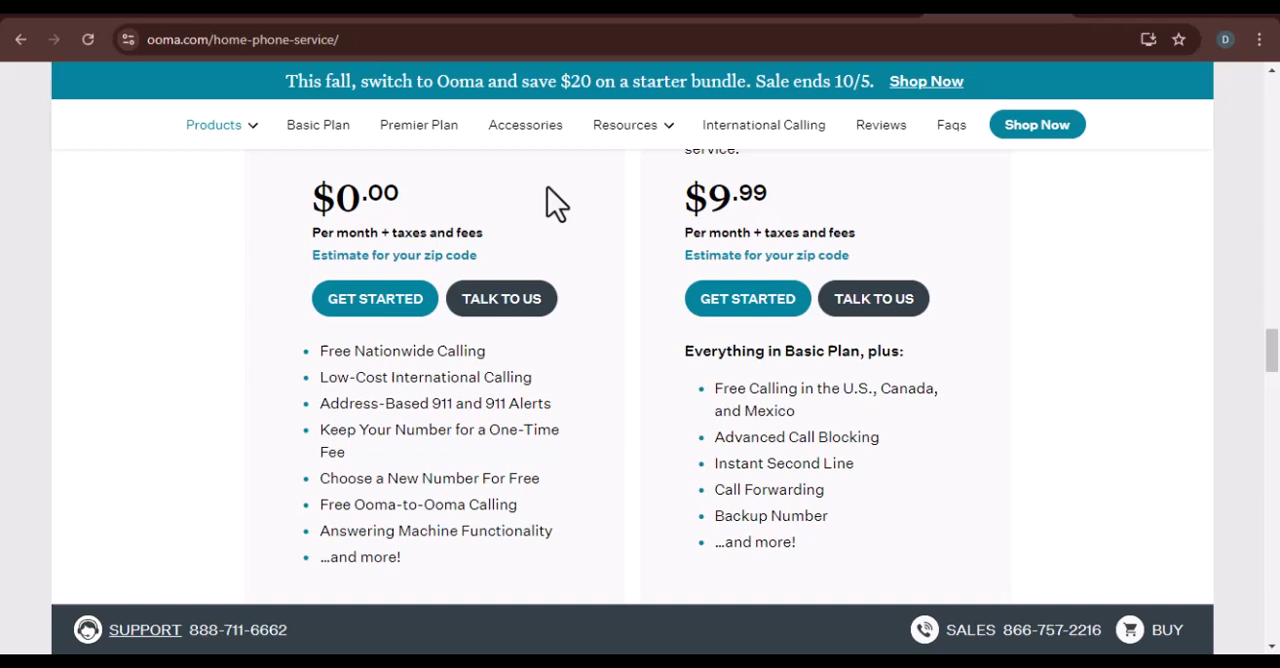 ooma.com/home-phone-service/
D
This fall, switch to Ooma and save $20 on a starter bundle. Sale ends 10/5. Shop Now
Products Basic Plan Premier Plan Accessories Resources International Calling Reviews Faqs Shop Now
service.
$0.00
Per month + taxes and fees
Estimate for your zip code
GET STARTED TALK TO US
• Free Nationwide Calling
• Low-Cost International Calling
• Address-Based 911 and 911 Alerts
• Keep Your Number for a One-Time
Fee
• Choose a New Number For Free
• Free Ooma-to-Ooma Calling
• Answering Machine Functionality
• ...and more!
$9.99
Per month + taxes and fees
Estimate for your zip code
GET STARTED TALK TO US
Everything in Basic Plan, plus:
• Free Calling in the U.S., Canada,
and Mexico
• Advanced Call Blocking
• Instant Second Line
• Call Forwarding
• Backup Number
• ...and more!
SUPPORT 888-711-6662 SALES 866-757-2216 BUY